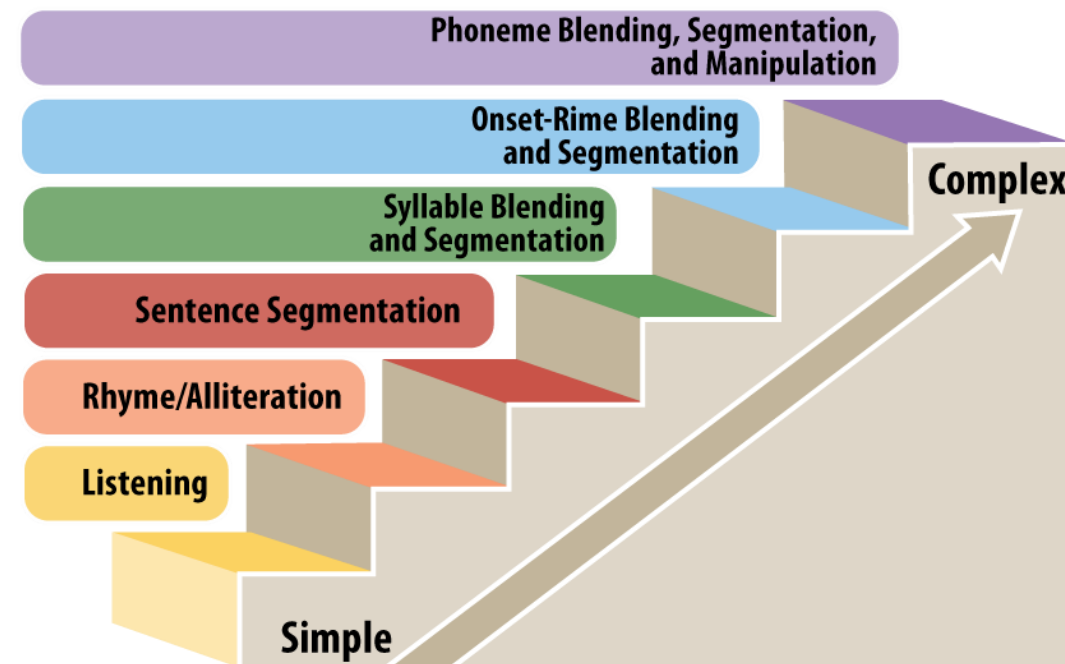 Phoneme Blending, Segmentation,
and Manipulation
Onset-Rime Blending
and Segmentation
Complex
Syllable Blending
and Segmentation
Sentence Segmentation
Rhyme/Alliteration
Listening
Simple